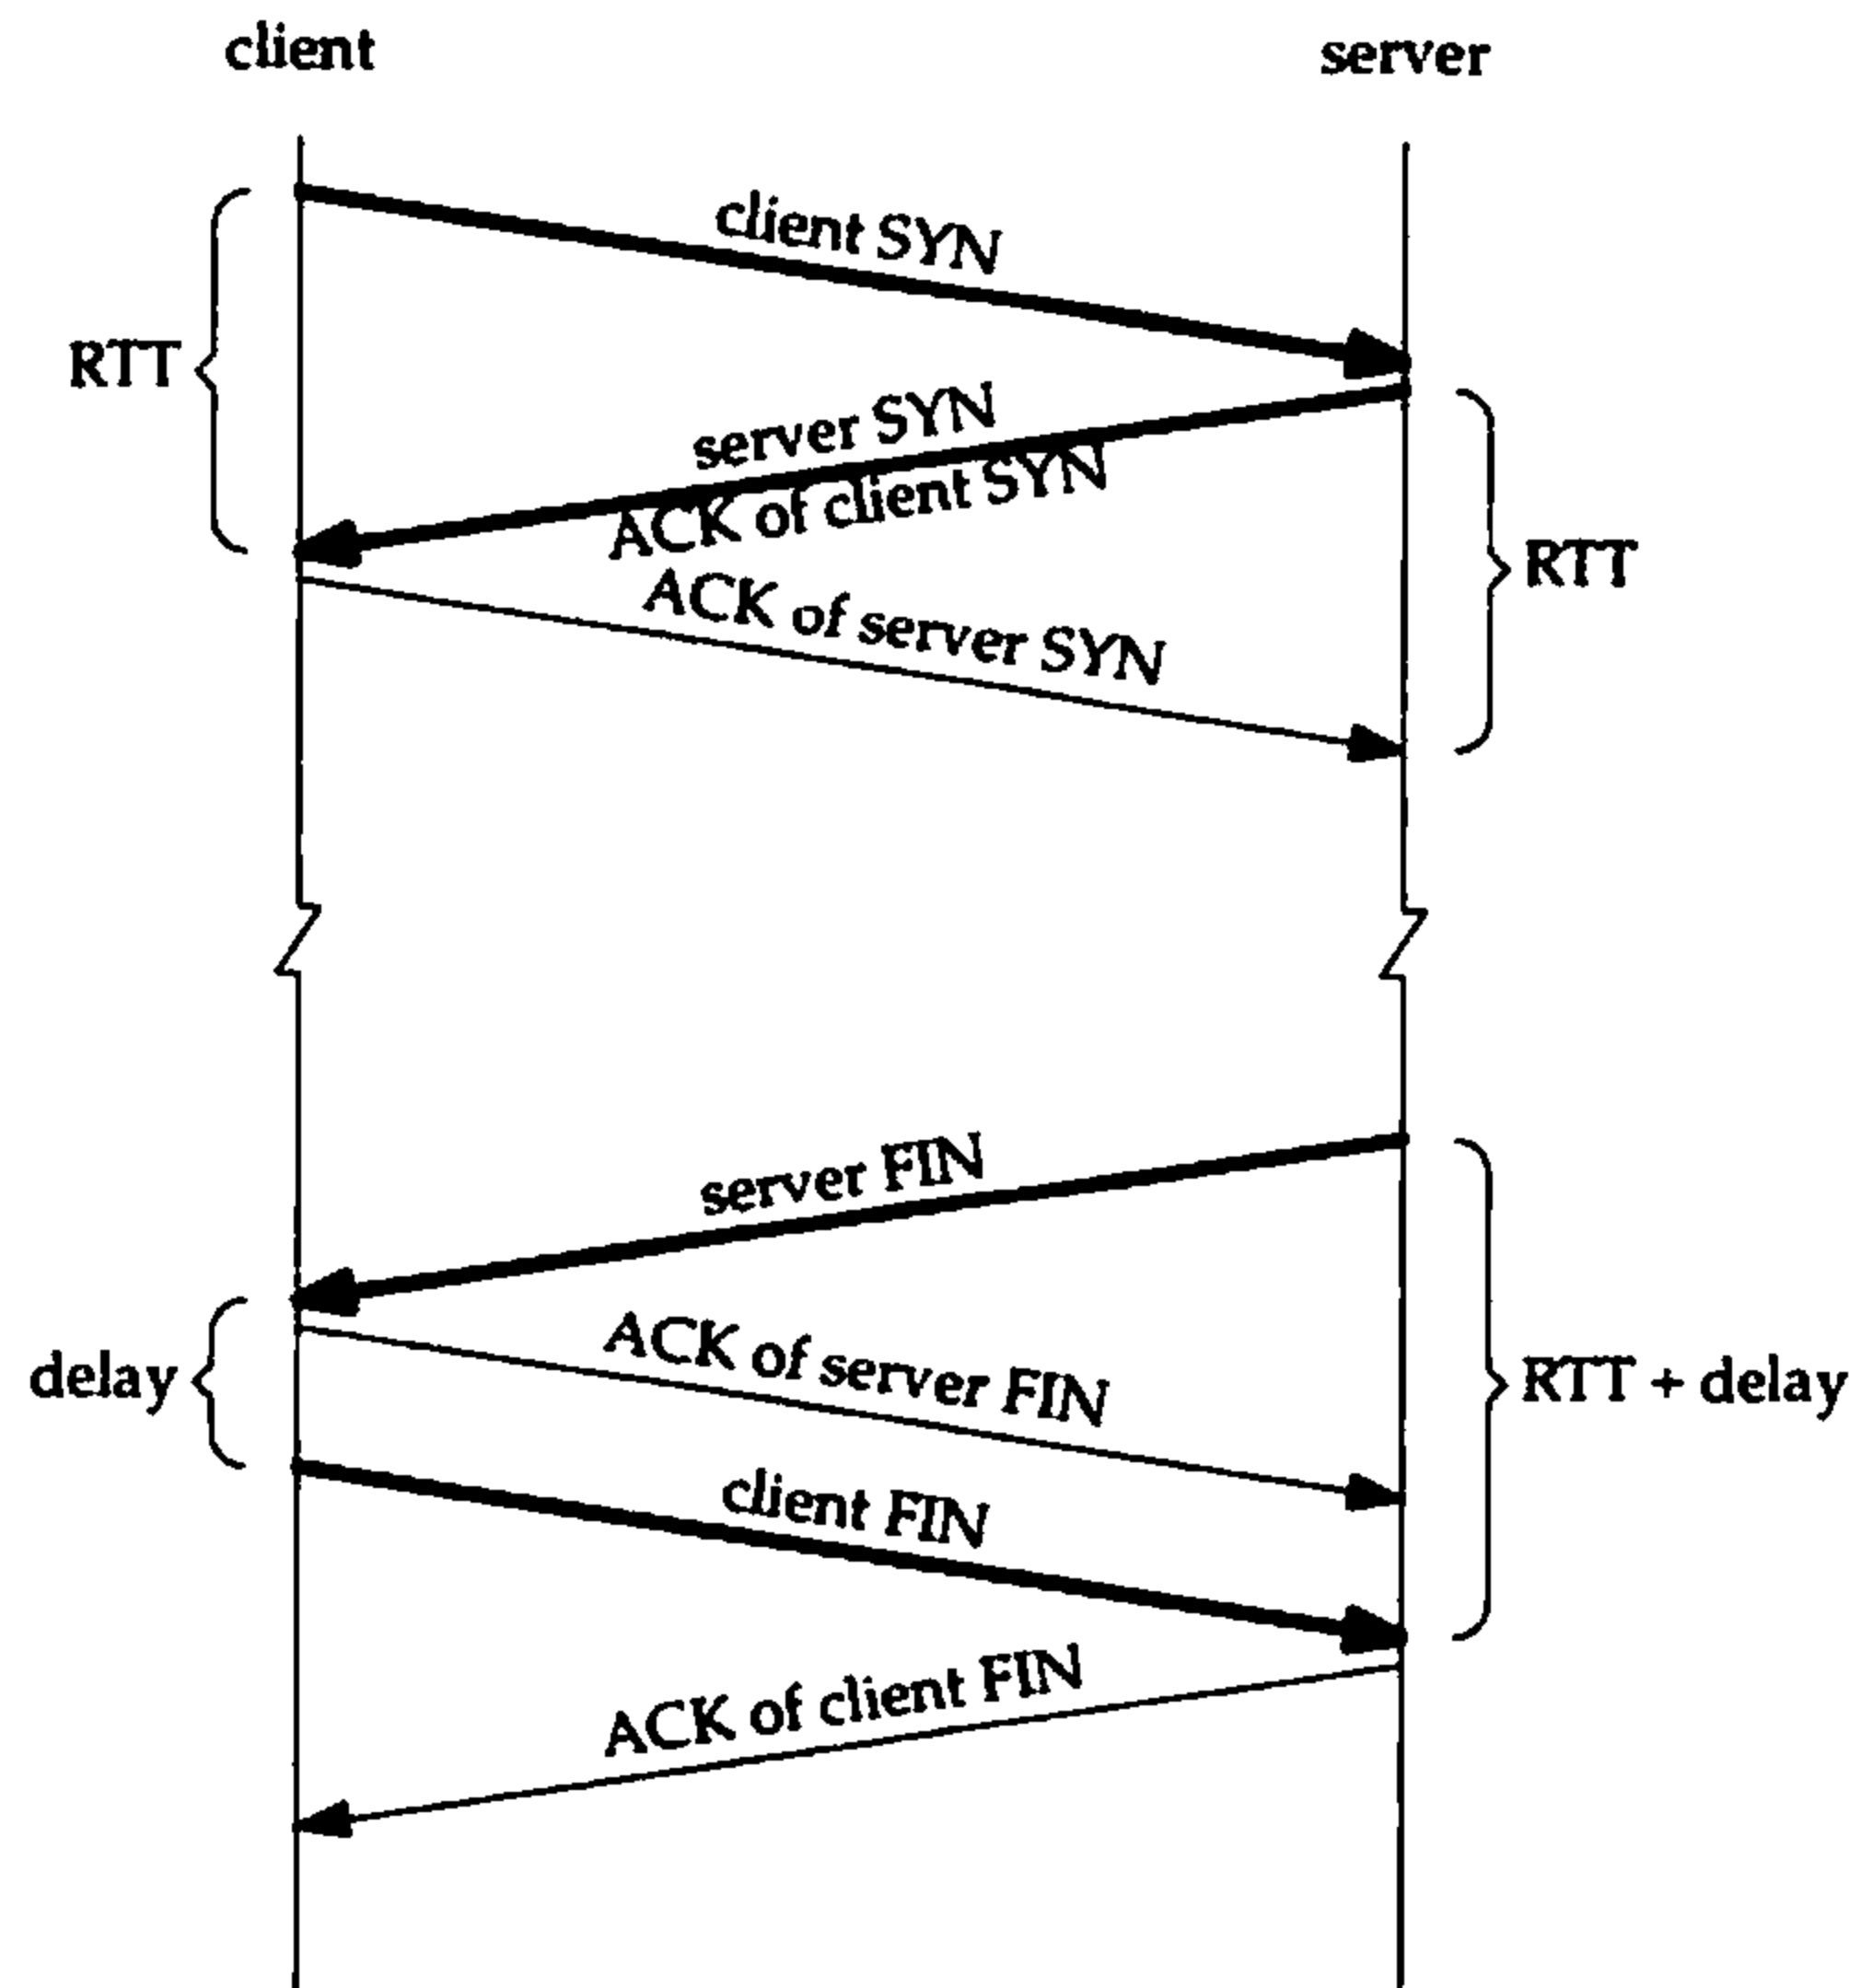 client
server
client SYN
RTT
server SYN
ACK of client SYN
RTT
ACK of server SYN
server FIN
ACK of server FIN
delay
RTT + delay
client FIN
ACK of client FIN